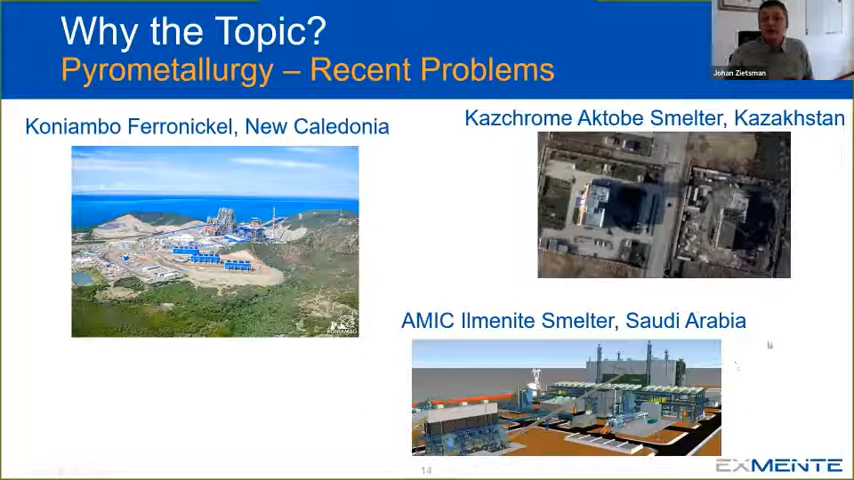 Why the Topic?
Pyrometallurgy – Recent Problems
Johan Zietsman
Koniambo Ferronickel, New Caledonia
Kazchrome Aktobe Smelter, Kazakhstan
KONIAMBO
AMIC Ilmenite Smelter, Saudi Arabia
14
EXMENTE